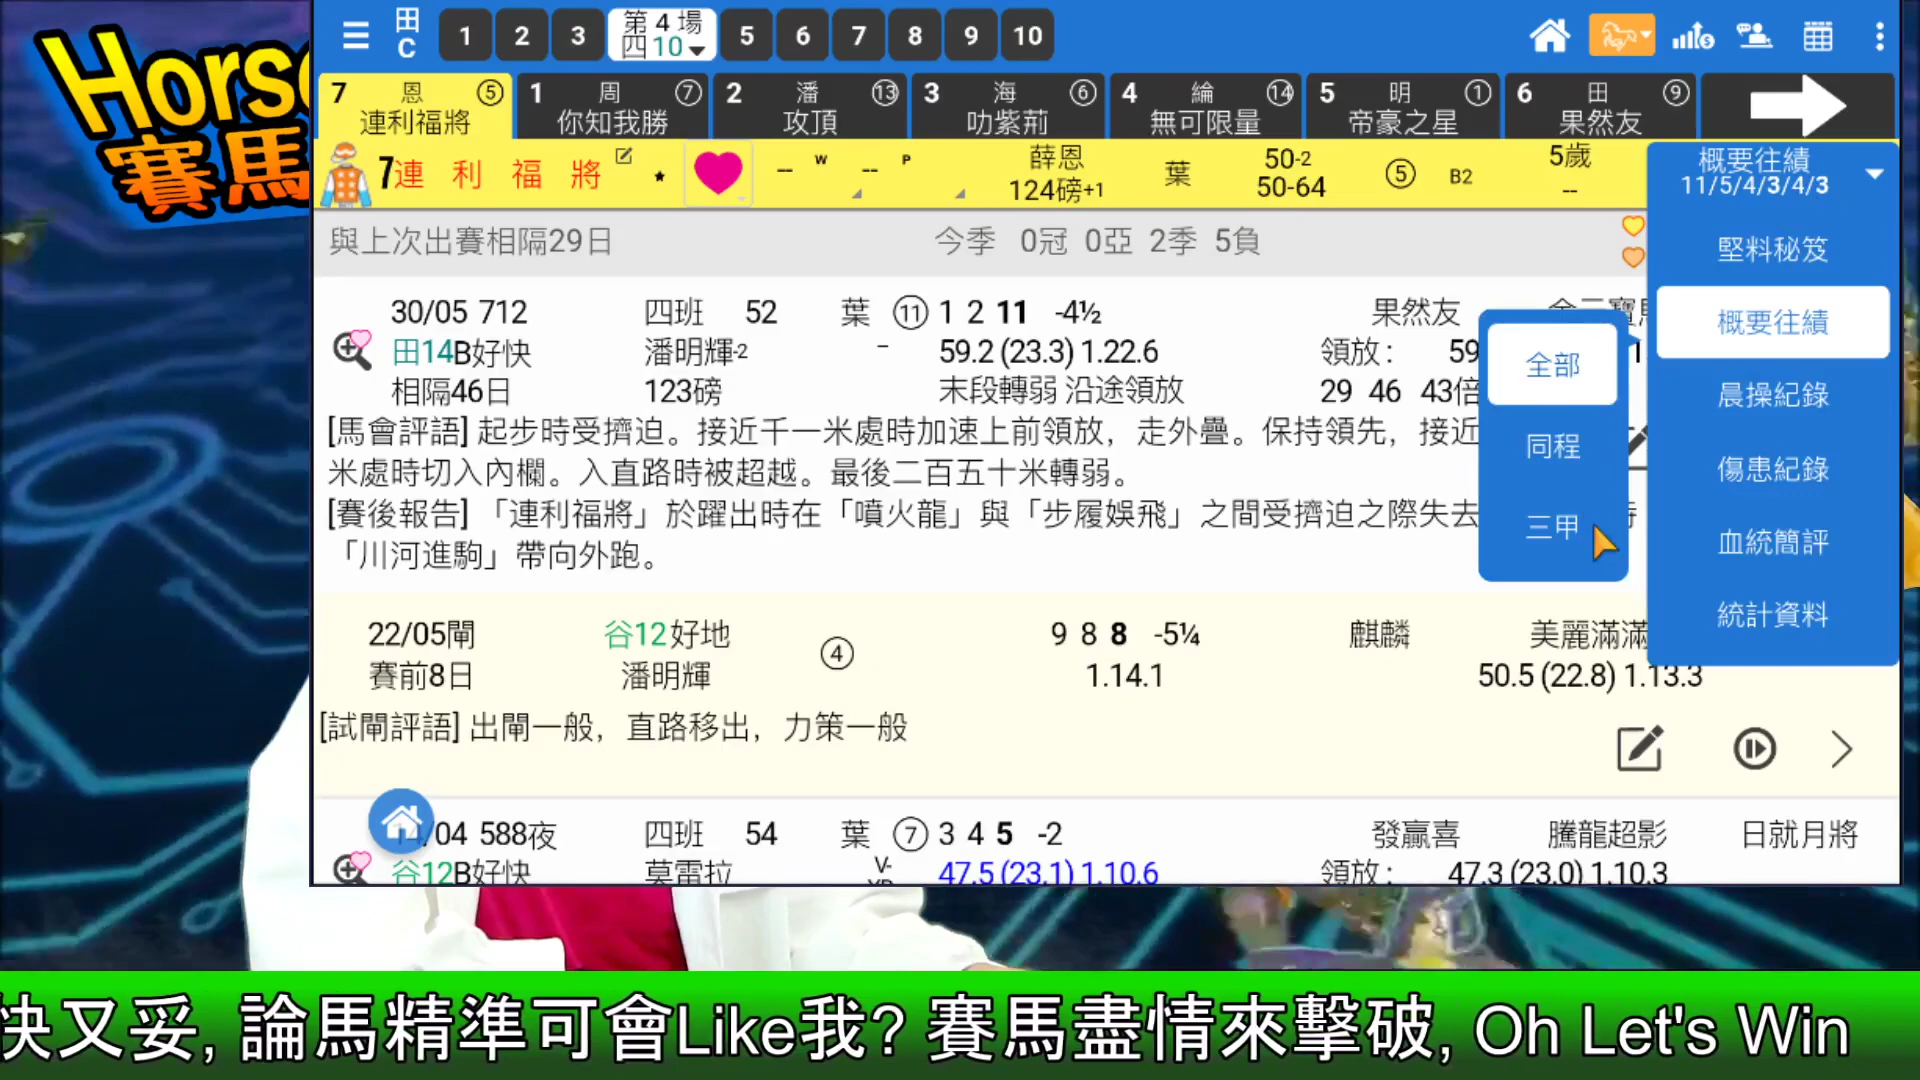 Horse
賽馬
田
C
1 2 3 第 4 場 5 6 7 8 9 10
四10
7 恩 ⑤
連利福將
1 周 ⑦
你知我勝
2 潘 ⑬
攻頂
3 海 ⑥
叻紫荊
4 綸 ⑭
無可限量
5 明 ①
帝豪之星
6 田 ⑨
果然友
7連利福將
-- W -- P
薛恩
124磅+1
葉
50-2
50-64
⑤ B2
5歲
--
概要往績
11/5/4/3/4/3
堅料秘笈
概要往績
晨操紀錄
傷患紀錄
血統簡評
統計資料
全部
同程
三甲
與上次出賽相隔29日 今季 0冠 0亞 2季 5負
30/05 712 四班 52 葉 ⑪ 1 2 11 -4½ 果然友
田14B好快 潘明輝-2 – 59.2 (23.3) 1.22.6 領放: 59
相隔46日 123磅 末段轉弱 沿途領放 29 46 43倍
[馬會評語] 起步時受擠迫。接近千一米處時加速上前領放，走外疊。保持領先，接近
米處時切入內欄。入直路時被超越。最後二百五十米轉弱。
[賽後報告] 「連利福將」於躍出時在「噴火龍」與「步履娛飛」之間受擠迫之際失去
「川河進駒」帶向外跑。
22/05閘 谷12好地 ④ 9 8 8 -5¼ 麒麟 美麗滿滿
賽前8日 潘明輝 1.14.1 50.5 (22.8) 1.13.3
[試閘評語] 出閘一般，直路移出，力策一般
/04 588夜 四班 54 葉 ⑦ 3 4 5 -2 發贏喜 騰龍超影 日就月將
谷12B好快 莫雷拉 V- 47.5 (23.1) 1.10.6 領放: 47.3 (23.0) 1.10.3
快又妥, 論馬精準可會Like我? 賽馬盡情來擊破, Oh Let's Win